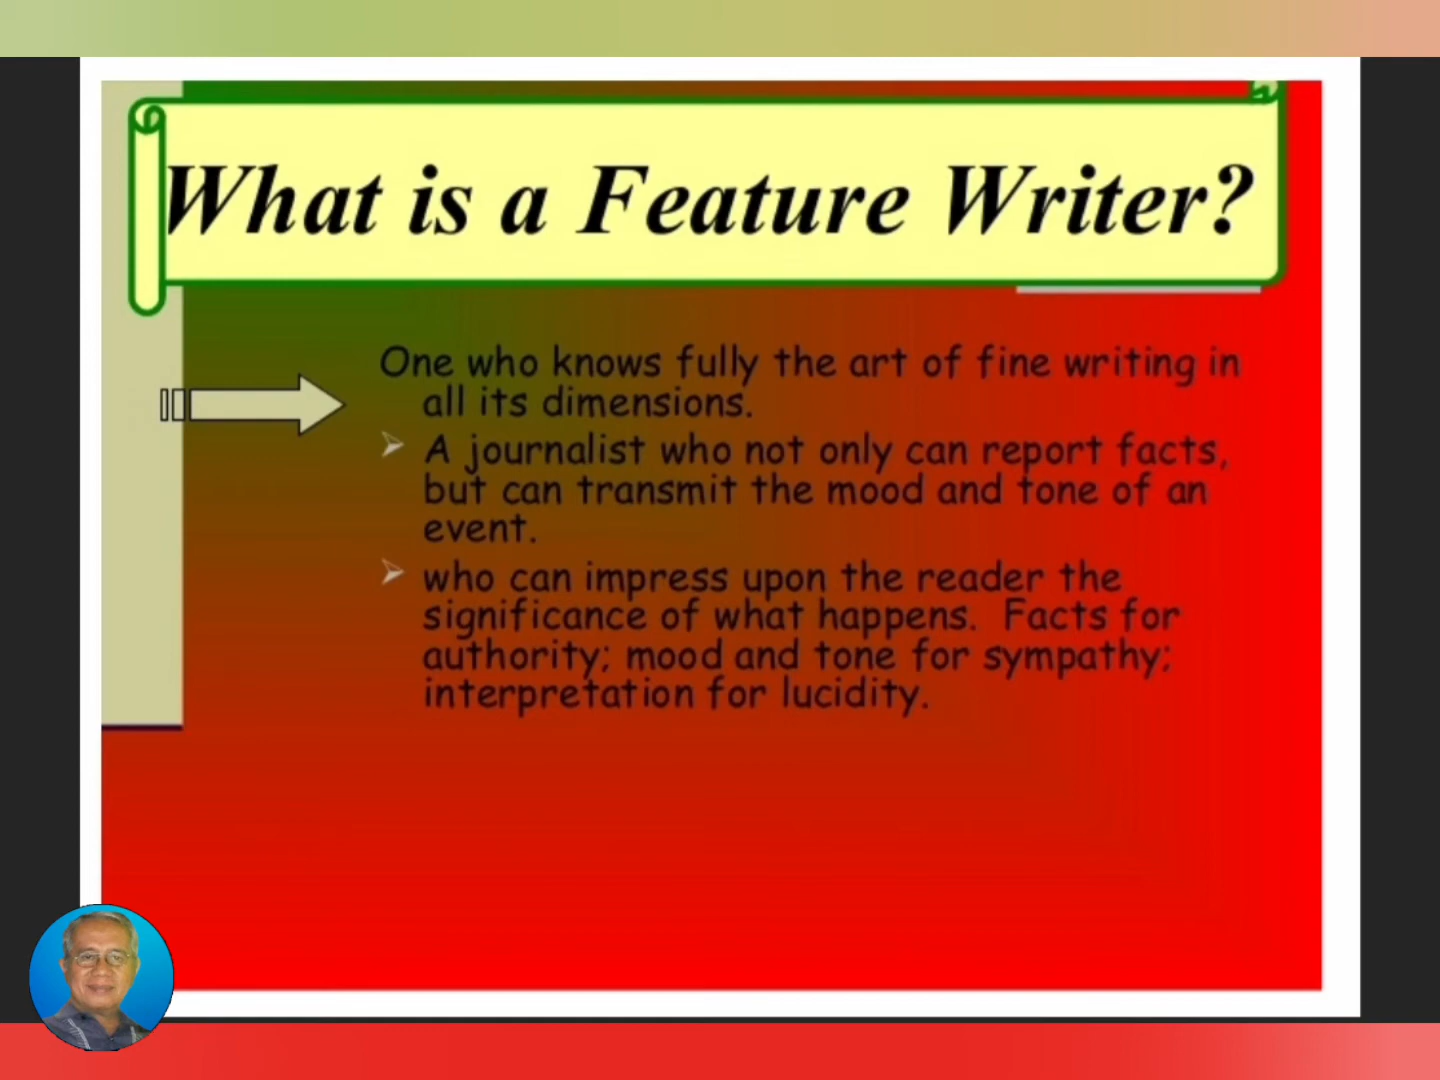 What is a Feature Writer?
One who knows fully the art of fine writing in
all its dimensions.
A journalist who not only can report facts,
but can transmit the mood and tone of an
event.
who can impress upon the reader the
significance of what happens. Facts for
authority; mood and tone for sympathy;
interpretation for lucidity.